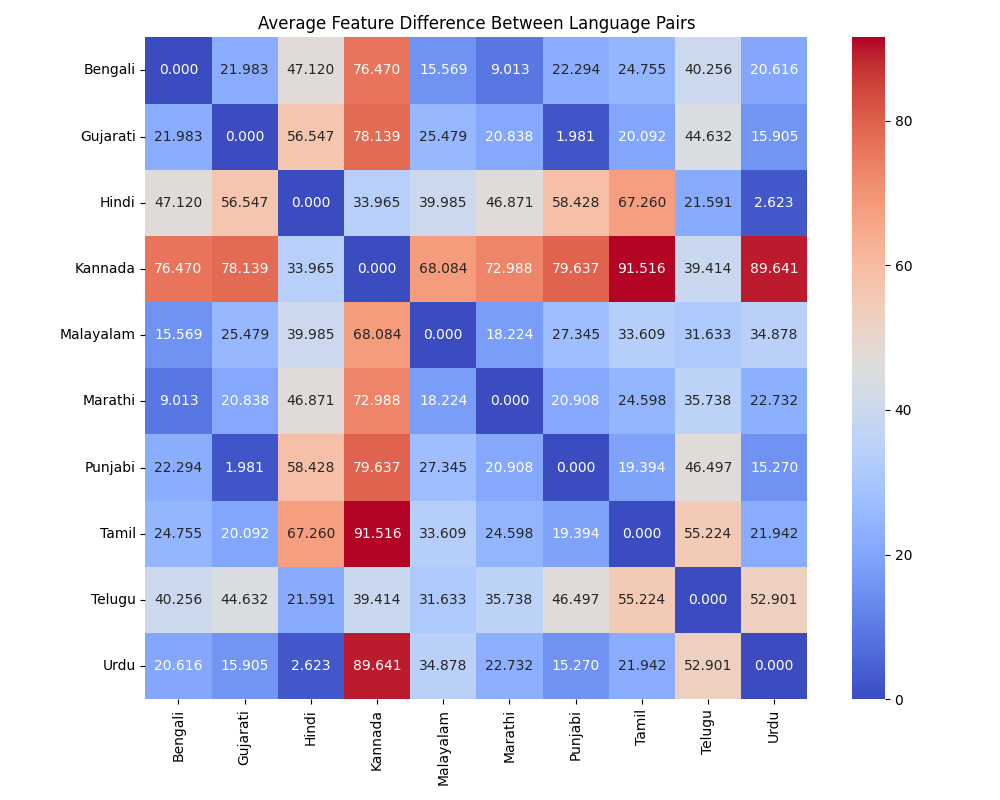 Average Feature Difference Between Language Pairs
Bengali 0.000 21.983 47.120 76.470 15.569 9.013 22.294 24.755 40.256 20.616
Gujarati 21.983 0.000 56.547 78.139 25.479 20.838 1.981 20.092 44.632 15.905
Hindi 47.120 56.547 0.000 33.965 39.985 46.871 58.428 67.260 21.591 2.623
Kannada 76.470 78.139 33.965 0.000 68.084 72.988 79.637 91.516 39.414 89.641
Malayalam 15.569 25.479 39.985 68.084 0.000 18.224 27.345 33.609 31.633 34.878
Marathi 9.013 20.838 46.871 72.988 18.224 0.000 20.908 24.598 35.738 22.732
Punjabi 22.294 1.981 58.428 79.637 27.345 20.908 0.000 19.394 46.497 15.270
Tamil 24.755 20.092 67.260 91.516 33.609 24.598 19.394 0.000 55.224 21.942
Telugu 40.256 44.632 21.591 39.414 31.633 35.738 46.497 55.224 0.000 52.901
Urdu 20.616 15.905 2.623 89.641 34.878 22.732 15.270 21.942 52.901 0.000
Bengali Gujarati Hindi Kannada Malayalam Marathi Punjabi Tamil Telugu Urdu
80
60
40
20
0